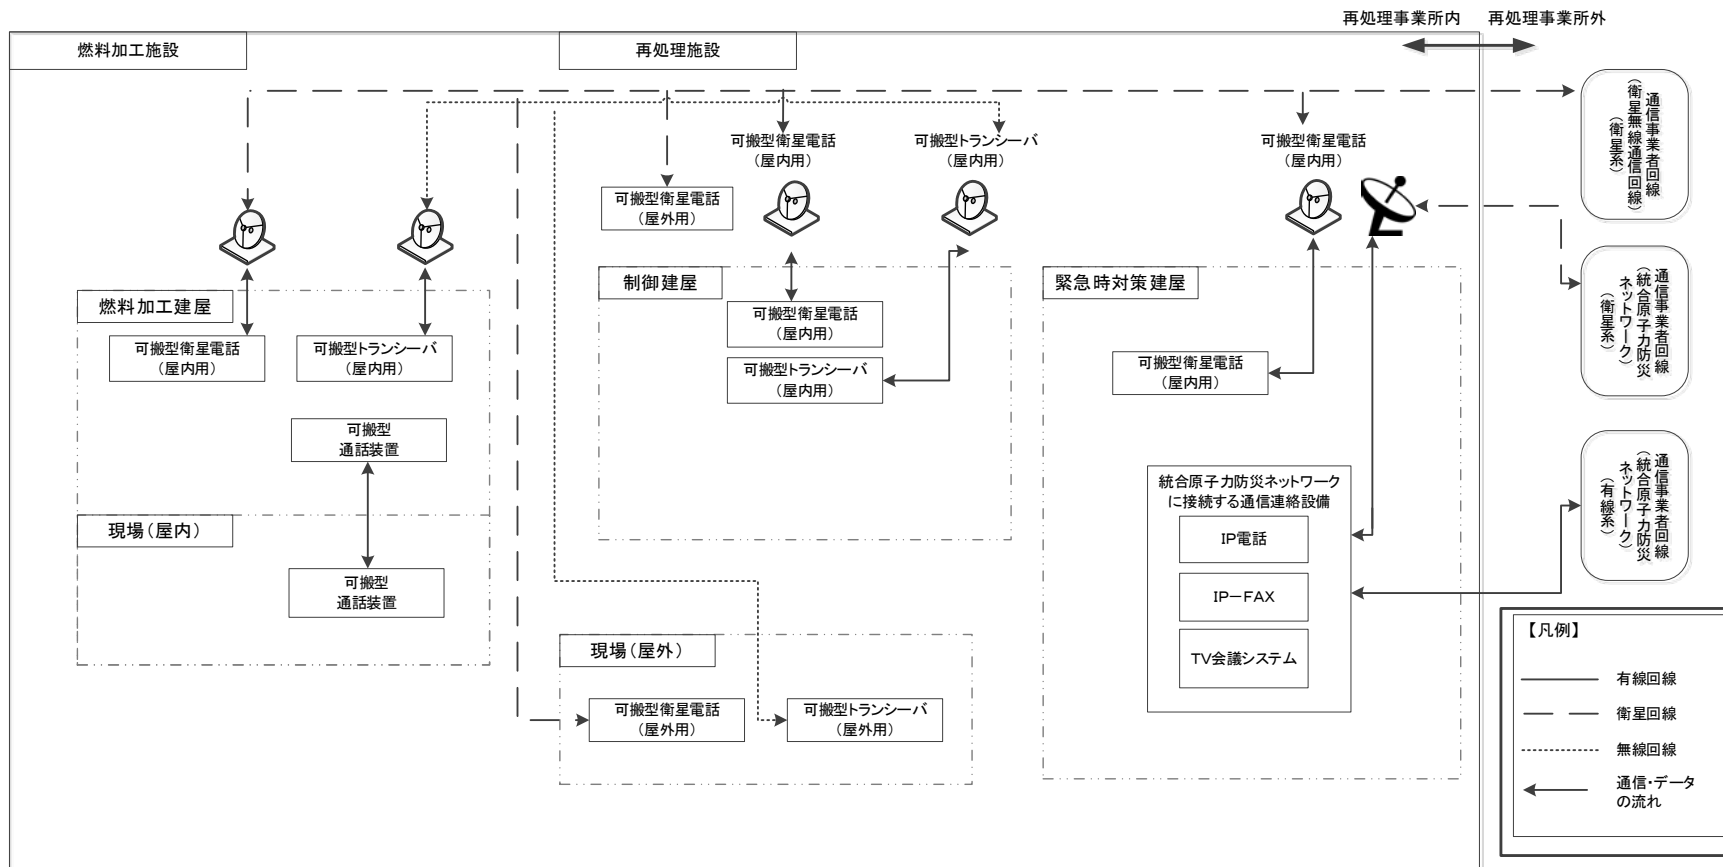 再処理事業所内
再処理事業所外
燃料加工施設
再処理施設
可搬型衛星電話
（屋内用）
可搬型トランシーバ
（屋内用）
可搬型衛星電話
（屋内用）
可搬型衛星電話
（屋外用）
通信事業者回線
（衛星無線通信回線）
（衛星系）
燃料加工建屋
可搬型衛星電話
（屋内用）
可搬型トランシーバ
（屋内用）
可搬型
通話装置
現場（屋内）
可搬型
通話装置
制御建屋
可搬型衛星電話
（屋内用）
可搬型トランシーバ
（屋内用）
緊急時対策建屋
可搬型衛星電話
（屋内用）
統合原子力防災ネットワーク
に接続する通信連絡設備
IP電話
IP－FAX
TV会議システム
通信事業者回線
（統合原子力防災
ネットワーク）
（衛星系）
通信事業者回線
（統合原子力防災
ネットワーク）
（有線系）
現場（屋外）
可搬型衛星電話
（屋外用）
可搬型トランシーバ
（屋外用）
【凡例】
有線回線
衛星回線
無線回線
通信・データ
の流れ